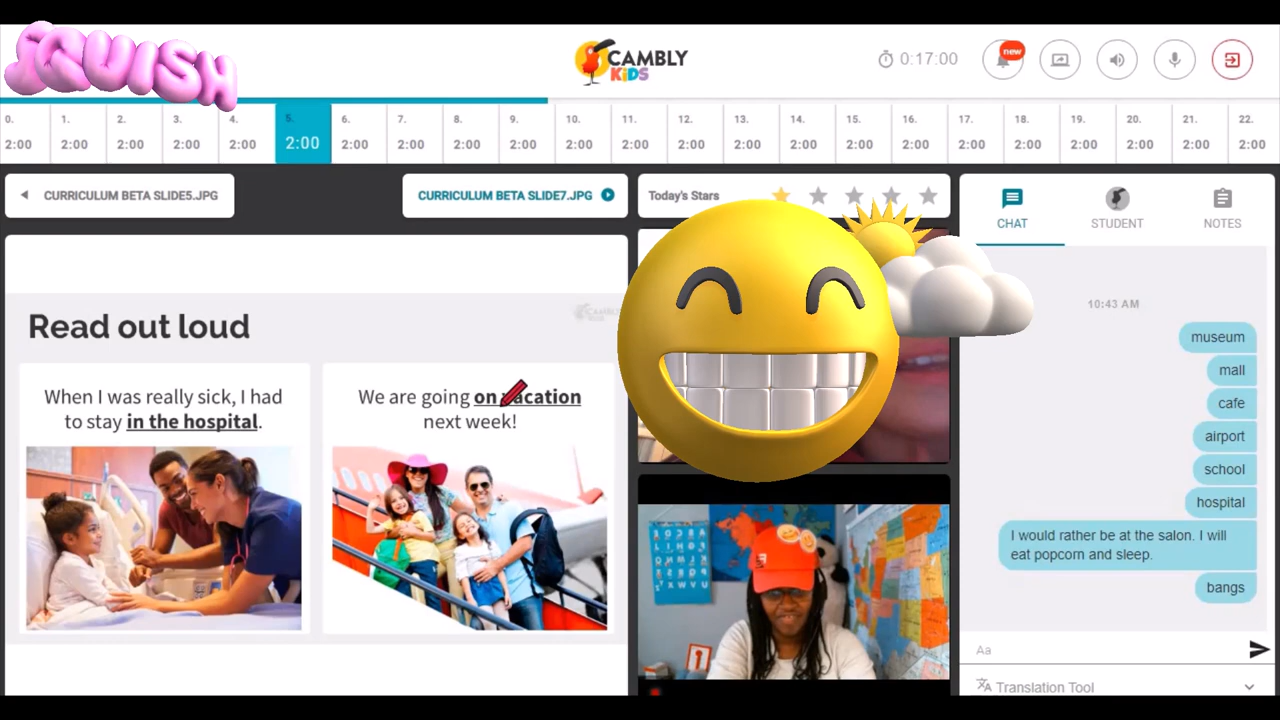 SQUISH
CAMBLY
KIDS
0:17:00
new
0. 1. 2. 3. 4. 5. 6. 7. 8. 9. 10. 11. 12. 13. 14. 15. 16. 17. 18. 19. 20. 21. 22.
2:00 2:00 2:00 2:00 2:00 2:00 2:00 2:00 2:00 2:00 2:00 2:00 2:00 2:00 2:00 2:00 2:00 2:00 2:00 2:00 2:00 2:00 2:00
CURRICULUM BETA SLIDE5.JPG
CURRICULUM BETA SLIDE7.JPG
Today's Stars
CHAT
STUDENT
NOTES
Read out loud
When I was really sick, I had
to stay in the hospital.
We are going on vacation
next week!
10:43 AM
museum
mall
cafe
airport
school
hospital
I would rather be at the salon. I will
eat popcorn and sleep.
bangs
Aa
Translation Tool